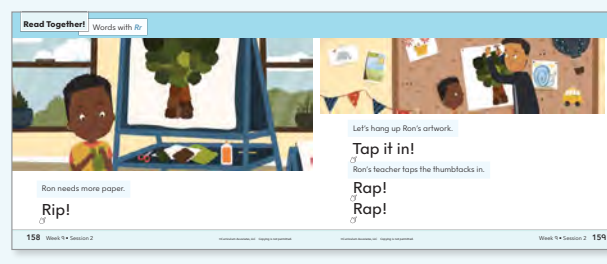 Read Together!
Words with Rr
Ron needs more paper.
Rip!
158 Week 9 • Session 2
Let's hang up Ron's artwork.
Tap it in!
Ron's teacher taps the thumbtacks in.
Rap!
Rap!
Week 9 • Session 2 159